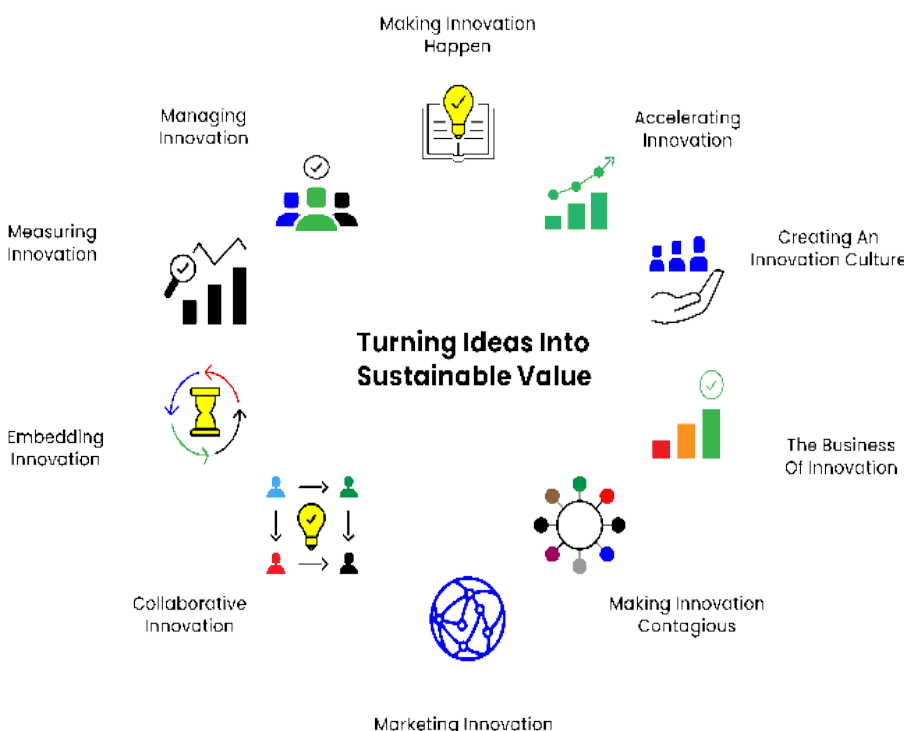 Making Innovation
Happen
Managing
Innovation
Accelerating
Innovation
Measuring
Innovation
Creating An
Innovation Culture
Turning Ideas Into
Sustainable Value
Embedding
Innovation
The Business
Of Innovation
Collaborative
Innovation
Making Innovation
Contagious
Marketing Innovation